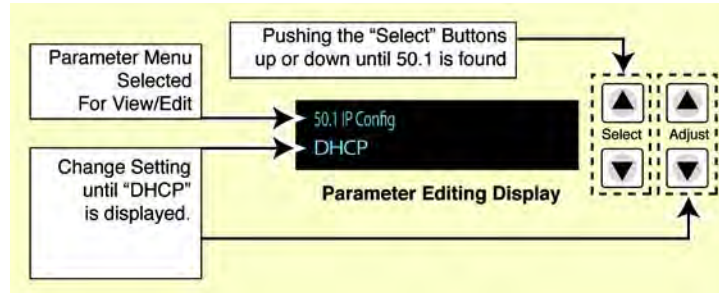 Pushing the “Select” Buttons
up or down until 50.1 is found
Parameter Menu
Selected
For View/Edit
50.1 IP Config
DHCP
Select
Adjust
Change Setting
until “DHCP”
is displayed.
Parameter Editing Display